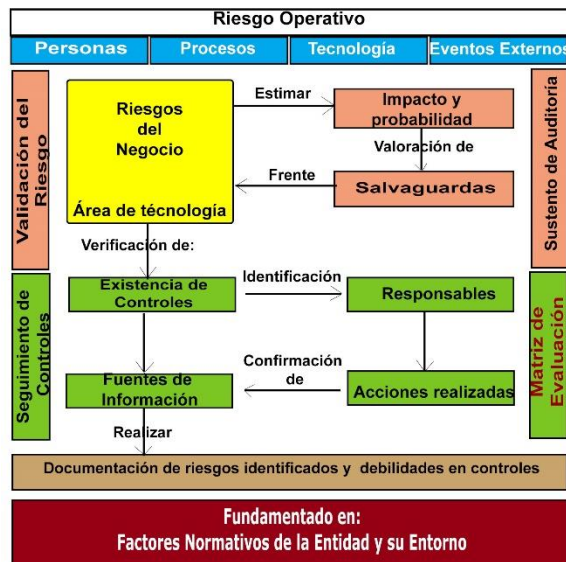 Riesgo Operativo
Personas
Procesos
Tecnología
Eventos Externos
Validación del
Riesgo
Riesgos
del
Negocio
Área de técnología
Estimar
Impacto y
probabilidad
Valoración de
Frente
Salvaguardas
Sustento de Auditoría
Verificación de:
Seguimiento de
Controles
Existencia de
Controles
Identificación
Responsables
Matriz de
Evaluación
Fuentes de
Información
Confirmación
de
Acciones realizadas
Realizar
Documentación de riesgos identificados y debilidades en controles
Fundamentado en:
Factores Normativos de la Entidad y su Entorno